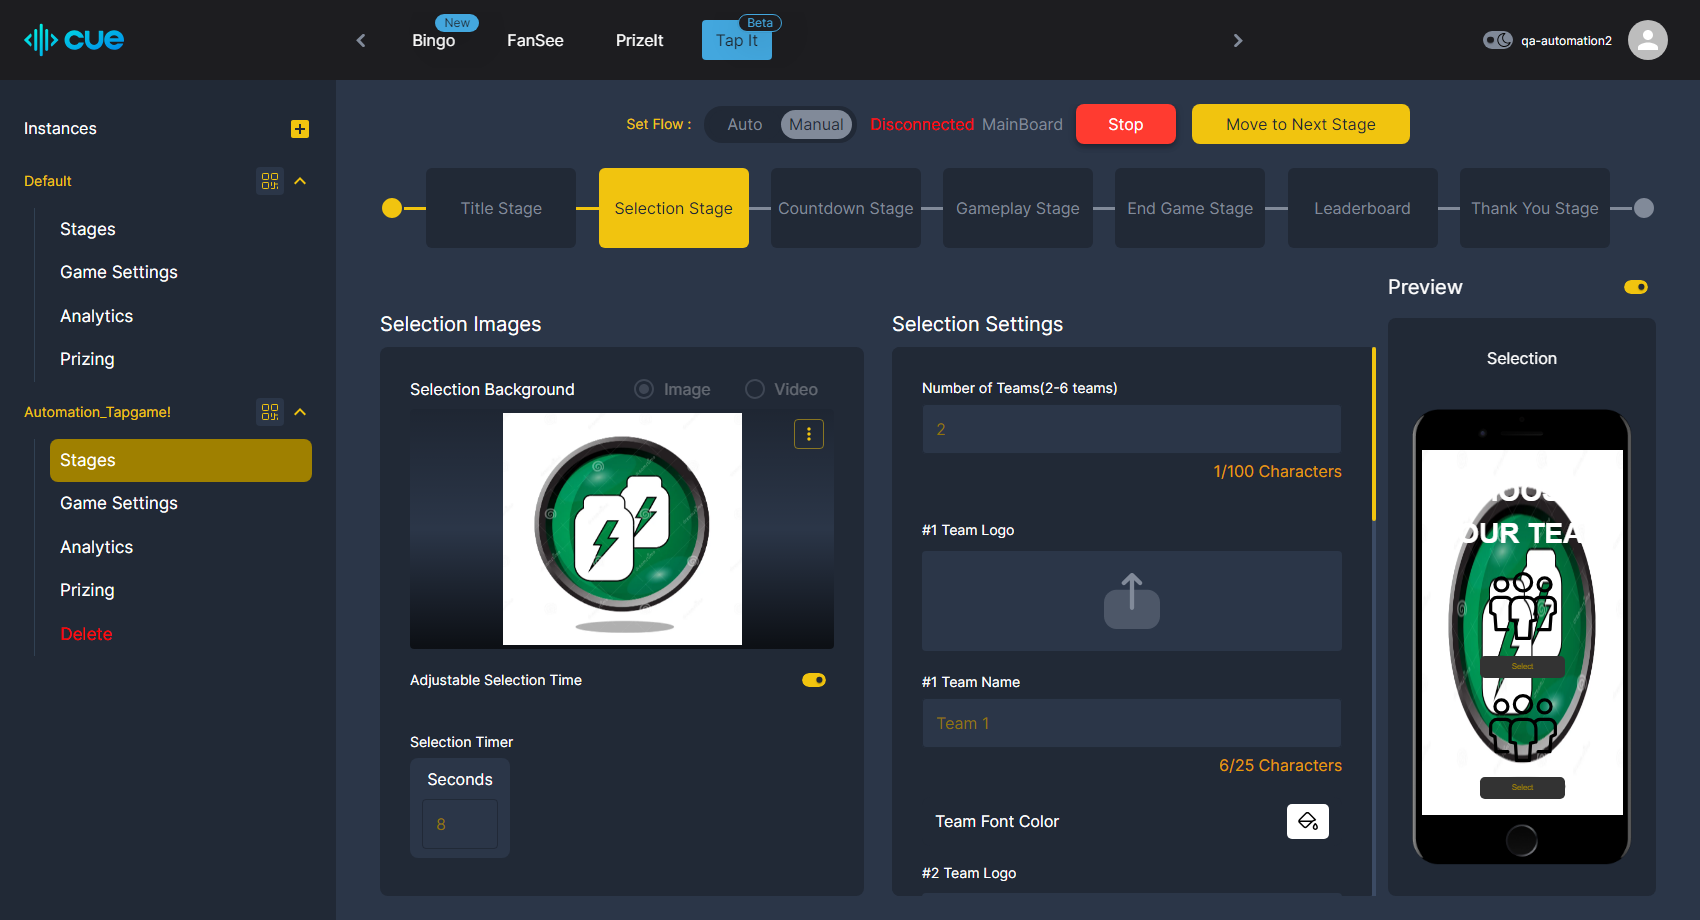 cue
New
Bingo
FanSee
PrizeIt
Beta
Tap It
qa-automation2
Instances
Default
Stages
Game Settings
Analytics
Prizing
Automation_Tapgame!
Stages
Game Settings
Analytics
Prizing
Delete
Set Flow :
Auto
Manual
Disconnected MainBoard
Stop
Move to Next Stage
Title Stage
Selection Stage
Countdown Stage
Gameplay Stage
End Game Stage
Leaderboard
Thank You Stage
Selection Images
Selection Background
Image
Video
Adjustable Selection Time
Selection Timer
Seconds
8
Selection Settings
Number of Teams(2-6 teams)
2
1/100 Characters
#1 Team Logo
#1 Team Name
Team 1
6/25 Characters
Team Font Color
#2 Team Logo
Preview
Selection
OUR TEA
Select
Select